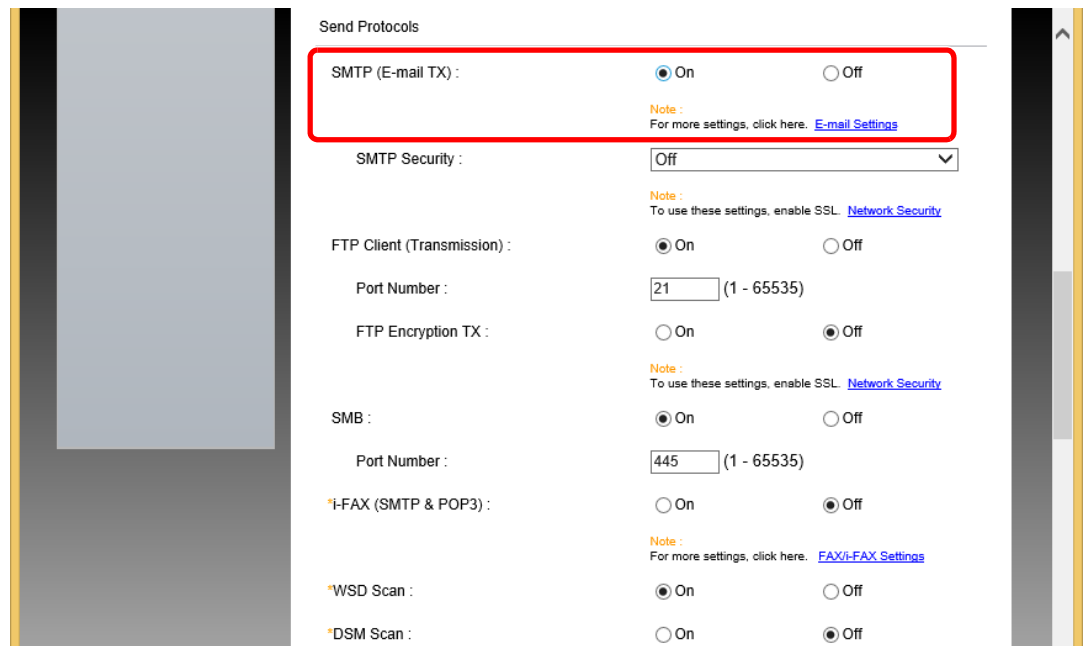 Send Protocols
SMTP (E-mail TX) : On Off
Note :
For more settings, click here. E-mail Settings
SMTP Security : Off
Note :
To use these settings, enable SSL. Network Security
FTP Client (Transmission) : On Off
Port Number : 21 (1 - 65535)
FTP Encryption TX : On Off
Note :
To use these settings, enable SSL. Network Security
SMB : On Off
Port Number : 445 (1 - 65535)
*i-FAX (SMTP & POP3) : On Off
Note :
For more settings, click here. FAX/i-FAX Settings
*WSD Scan : On Off
*DSM Scan : On Off